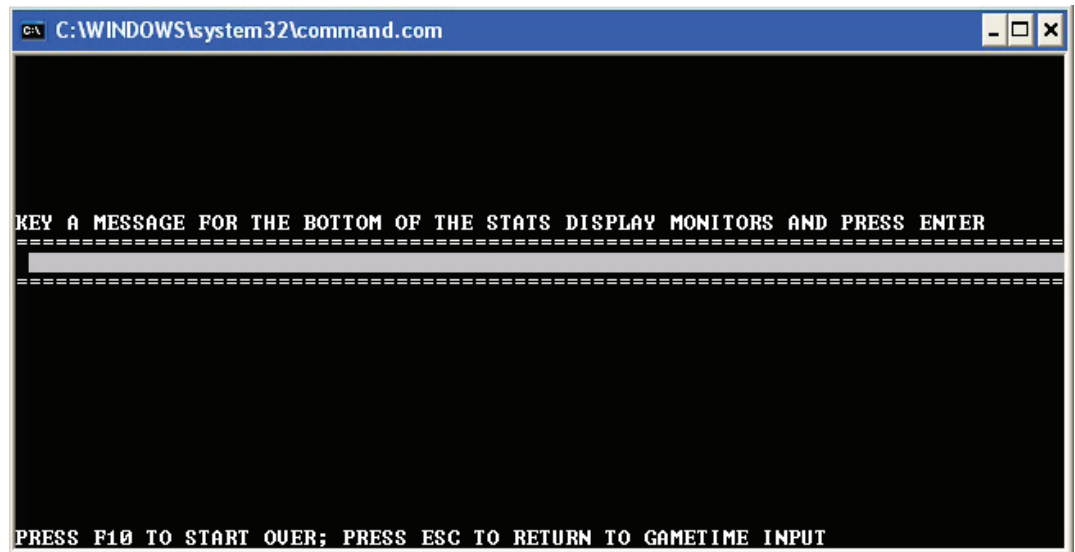 C:\WINDOWS\system32\command.com
KEY A MESSAGE FOR THE BOTTOM OF THE STATS DISPLAY MONITORS AND PRESS ENTER
================================================================================
================================================================================
PRESS F10 TO START OVER; PRESS ESC TO RETURN TO GAMETIME INPUT